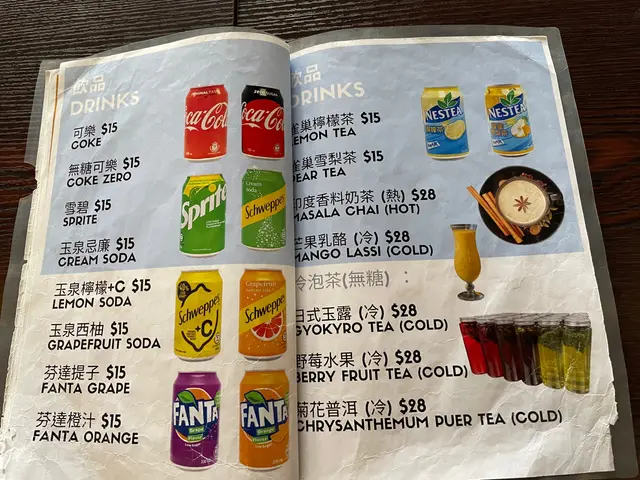 飲品
DRINKS
可樂 $15
COKE
無糖可樂 $15
COKE ZERO
雪碧 $15
SPRITE
玉泉忌廉 $15
CREAM SODA
玉泉檸檬+C $15
LEMON SODA
玉泉西柚 $15
GRAPEFRUIT SODA
芬達提子 $15
FANTA GRAPE
芬達橙汁 $15
FANTA ORANGE
Coca-Cola
Coca-Cola
Sprite
Cream Soda
Schweppes
Schweppes
+C
Grapefruit
Schweppes
FANTA
Grape
FANTA
Orange
飲品
DRINKS
雀巢檸檬茶 $15
LEMON TEA
雀巢雪梨茶 $15
PEAR TEA
印度香料奶茶 (熱) $28
MASALA CHAI (HOT)
芒果乳酪 (冷) $28
MANGO LASSI (COLD)
冷泡茶(無糖) :
日式玉露 (冷) $28
GYOKYRO TEA (COLD)
野莓水果 (冷) $28
BERRY FRUIT TEA (COLD)
菊花普洱 (冷) $28
CHRYSANTHEMUM PUER TEA (COLD)
NESTEA
NESTEA